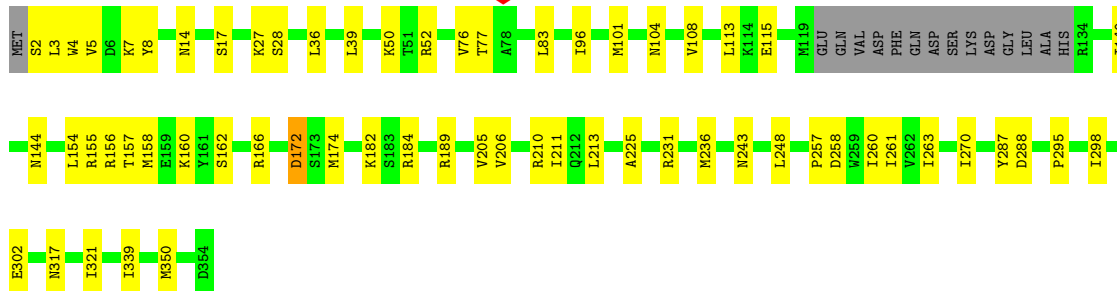 MET S2 L3 W4 V5 D6 K7 Y8 N14 S17 K27 S28 L36 L39 K50 T51 R52 V76 T77 A78 L83 I96 M101 N104 V108 L113 K114 E115 M119 GLU GLN VAL ASP PHE GLN ASP SER LYS ASP GLY LEU ALA HIS R134
N144 L154 R155 R156 T157 M158 E159 K160 Y161 S162 R166 D172 S173 M174 K182 S183 R184 R189 V205 V206 R210 I211 Q212 L213 A225 R231 M236 N243 L248 P257 D258 W259 I260 I261 V262 I263 I270 Y287 D288 P295 I298
E302 N317 I321 I339 M350 D354